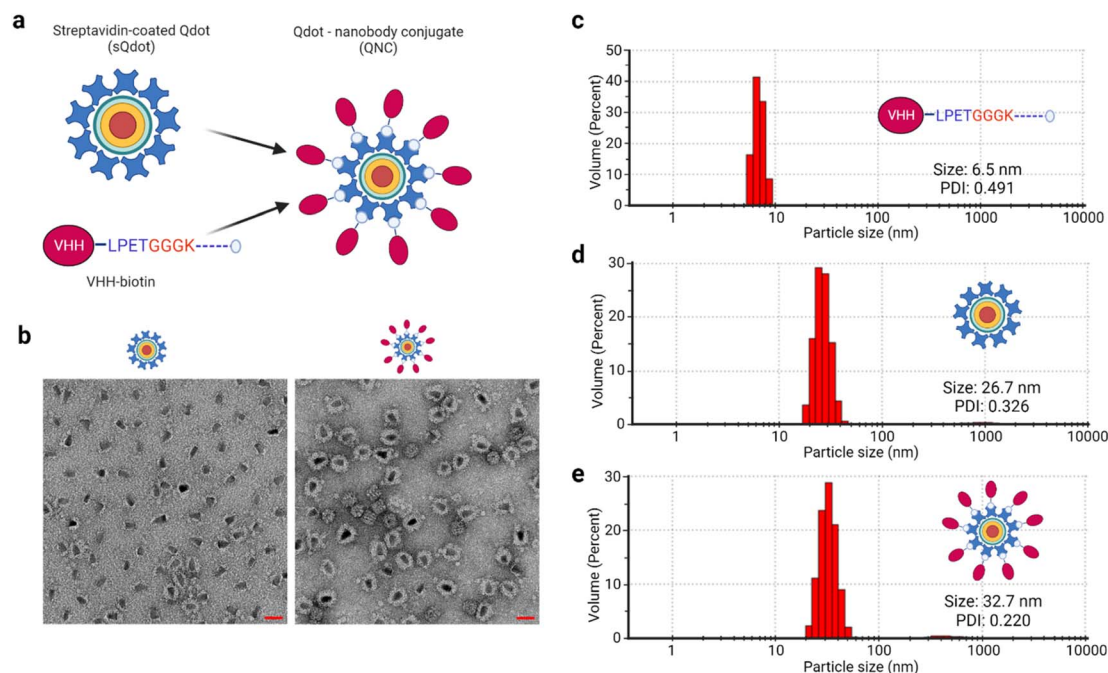 a
Streptavidin-coated Qdot
(sQdot)
Qdot - nanobody conjugate
(QNC)
VHH
LPETGGGK
VHH-biotin
b
c
Volume (Percent)
50
40
30
20
10
0
VHH
LPETGGGK
Size: 6.5 nm
PDI: 0.491
1 10 100 1000 10000
Particle size (nm)
d
Volume (Percent)
30
20
10
0
Size: 26.7 nm
PDI: 0.326
1 10 100 1000 10000
Particle size (nm)
e
Volume (Percent)
30
20
10
0
Size: 32.7 nm
PDI: 0.220
1 10 100 1000 10000
Particle size (nm)